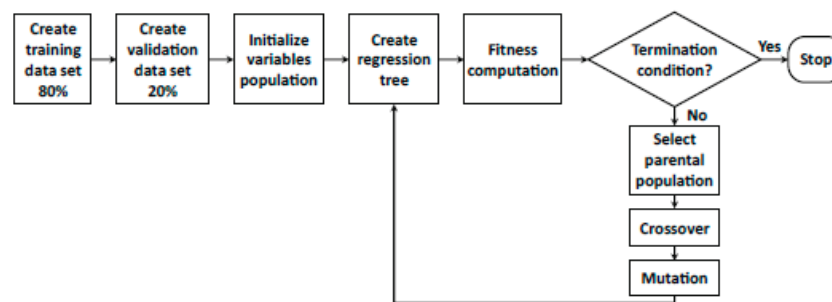 Create
training
data set
80%
Create
validation
data set
20%
Initialize
variables
population
Create
regression
tree
Fitness
computation
Termination
condition?
Yes
Stop
No
Select
parental
population
Crossover
Mutation